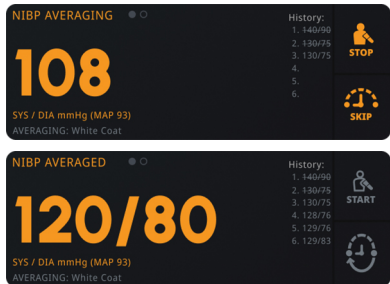 NIBP AVERAGING
108
SYS / DIA mmHg (MAP 93)
AVERAGING: White Coat
History:
1. 140/90
2. 130/75
3. 130/75
4.
5.
6.
STOP
SKIP
NIBP AVERAGED
120/80
SYS / DIA mmHg (MAP 93)
AVERAGING: White Coat
History:
1. 140/90
2. 130/75
3. 130/75
4. 128/76
5. 129/76
6. 129/83
START